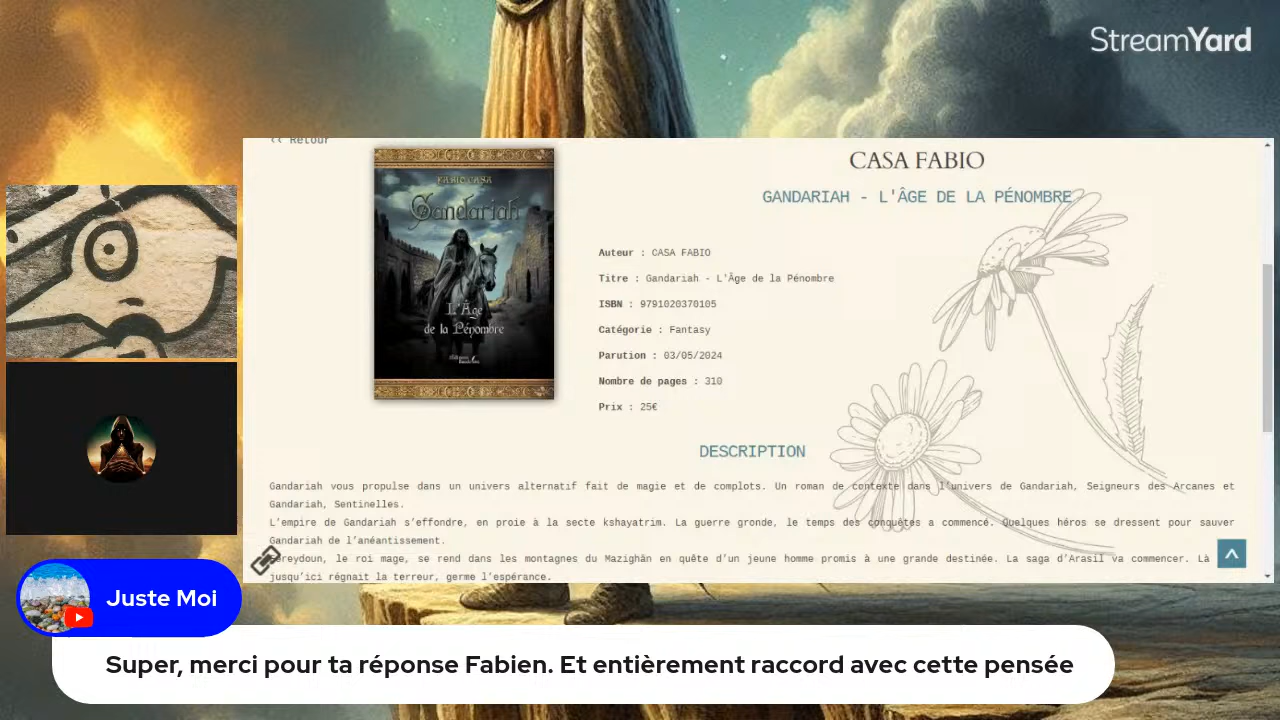 StreamYard
‹‹ Retour
FABIO CASA
Gandariah
L'Âge
de la Pénombre
CASA FABIO
GANDARIAH - L'ÂGE DE LA PÉNOMBRE
Auteur : CASA FABIO
Titre : Gandariah - L'Âge de la Pénombre
ISBN : 9791020370105
Catégorie : Fantasy
Parution : 03/05/2024
Nombre de pages : 310
Prix : 25€
DESCRIPTION
Gandariah vous propulse dans un univers alternatif fait de magie et de complots. Un roman de contexte dans l’univers de Gandariah, Seigneurs des Arcanes et
Gandariah, Sentinelles.
L’empire de Gandariah s’effondre, en proie à la secte kshayatrim. La guerre gronde, le temps des conquêtes a commencé. Quelques héros se dressent pour sauver
Gandariah de l’anéantissement.
Fereydoun, le roi mage, se rend dans les montagnes du Mazighân en quête d’un jeune homme promis à une grande destinée. La saga d’Arasil va commencer. Là
jusqu’ici régnait la terreur, germe l’espérance.
Juste Moi
Super, merci pour ta réponse Fabien. Et entièrement raccord avec cette pensée